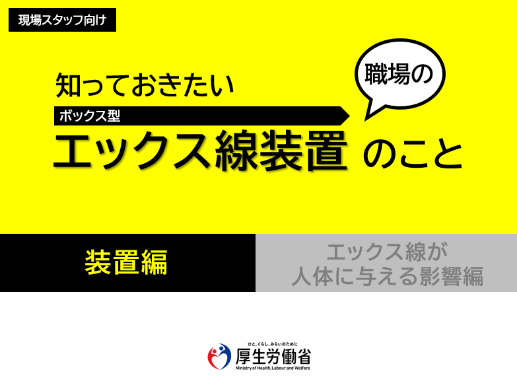 現場スタッフ向け
知っておきたい
職場の
ボックス型
エックス線装置 のこと
装置編
エックス線が
人体に与える影響編
ひと、くらし、みらいのために
厚生労働省
Ministry of Health, Labour and Welfare